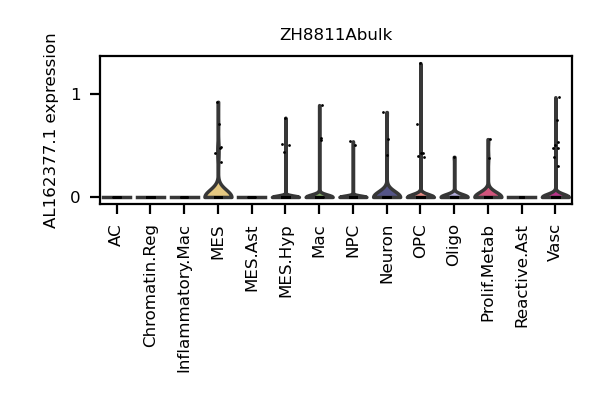 ZH8811Abulk
AL162377.1 expression
1
0
AC
Chromatin.Reg
Inflammatory.Mac
MES
MES.Ast
MES.Hyp
Mac
NPC
Neuron
OPC
Oligo
Prolif.Metab
Reactive.Ast
Vasc